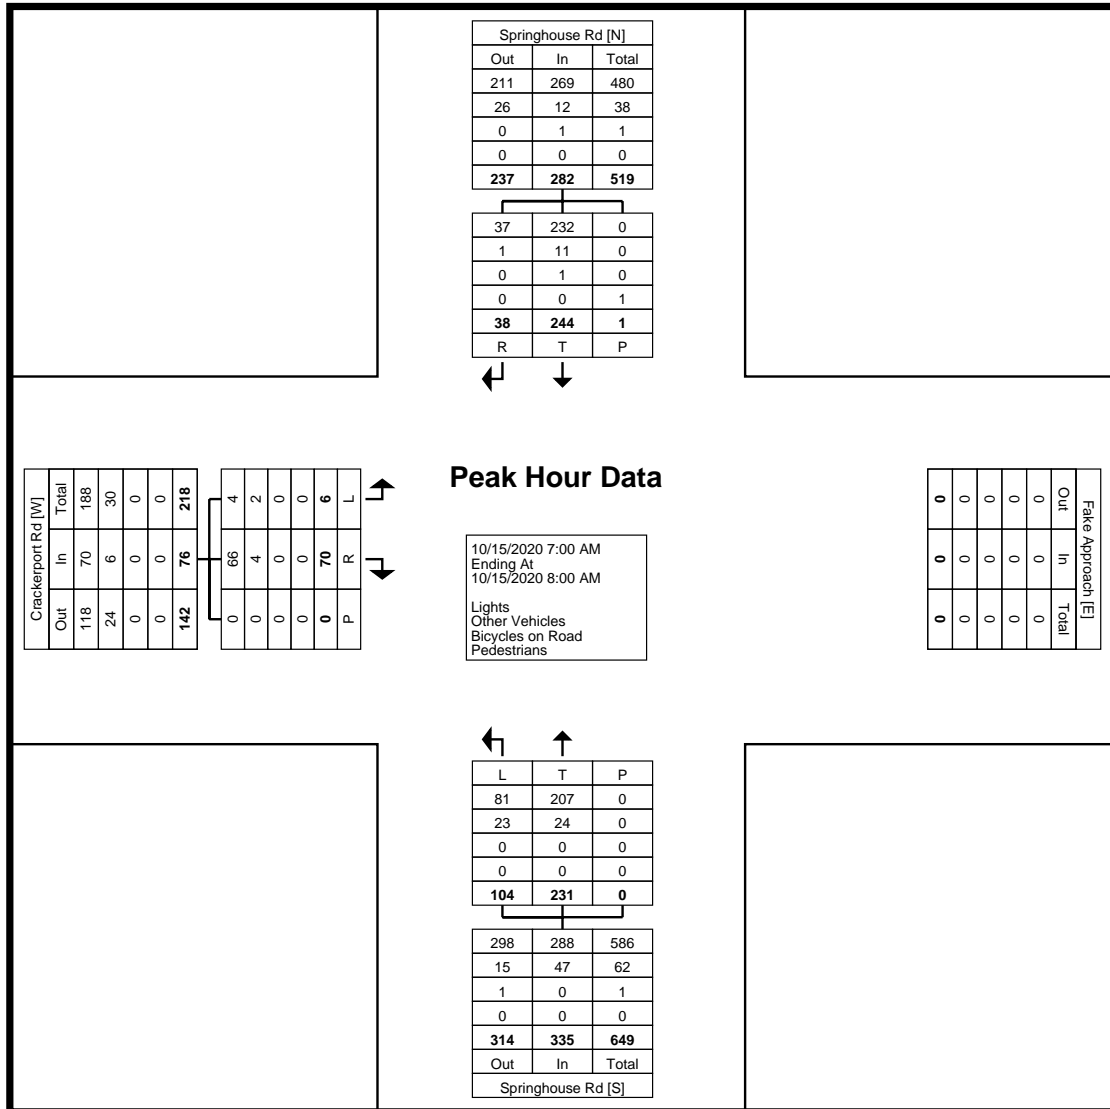 Springhouse Rd [N]
Out In Total
211 269 480
26 12 38
0 1 1
0 0 0
237 282 519
37 232 0
1 11 0
0 1 0
0 0 1
38 244 1
R T P
Crackerport Rd [W]
Out In Total
118 70 188
24 6 30
0 0 0
0 0 0
142 76 218
0 66 4
0 4 2
0 0 0
0 0 0
0 70 6
P R L
Peak Hour Data
10/15/2020 7:00 AM
Ending At
10/15/2020 8:00 AM
Lights
Other Vehicles
Bicycles on Road
Pedestrians
Fake Approach [E]
Out In Total
0 0 0
0 0 0
0 0 0
0 0 0
0 0 0
L T P
81 207 0
23 24 0
0 0 0
0 0 0
104 231 0
298 288 586
15 47 62
1 0 1
0 0 0
314 335 649
Out In Total
Springhouse Rd [S]